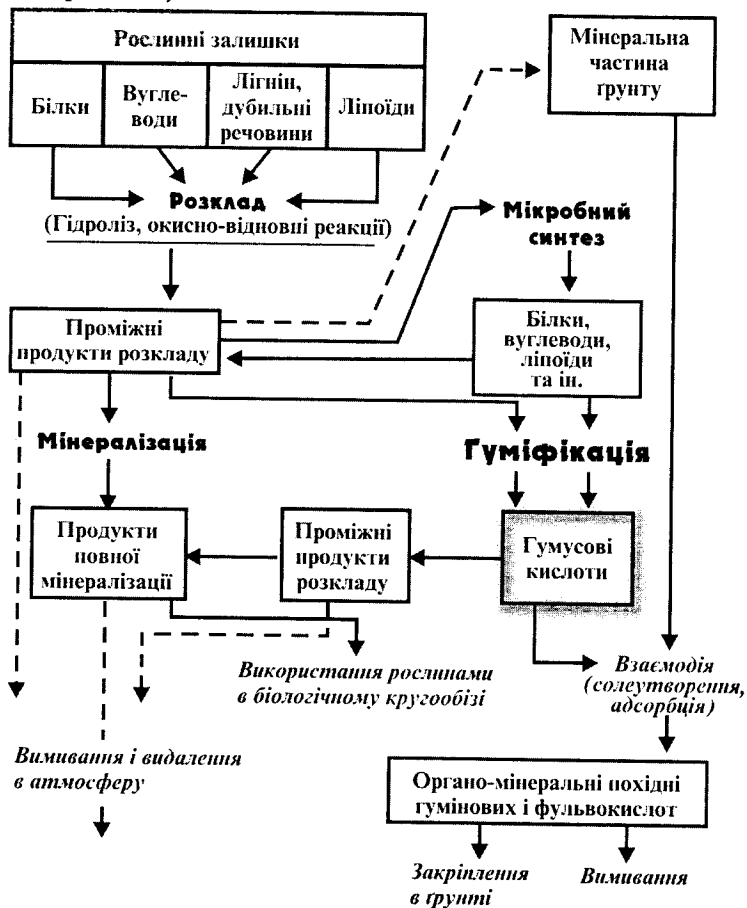 Рослинні залишки
Білки
Вугле-
води
Лігнін,
дубильні
речовини
Ліпоїди
Мінеральна
частина
ґрунту
Розклад
(Гідроліз, окисно-відновні реакції)
Мікробний
синтез
Проміжні
продукти розкладу
Білки,
вуглеводи,
ліпоїди
та ін.
Мінералізація
Гуміфікація
Продукти
повної
мінералізації
Проміжні
продукти
розкладу
Гумусові
кислоти
Використання рослинами
в біологічному кругообізі
Взаємодія
(солеутворення,
адсорбція)
Вимивання і видалення
в атмосферу
Органо-мінеральні похідні
гумінових і фульвокислот
Закріплення
в ґрунті
Вимивання